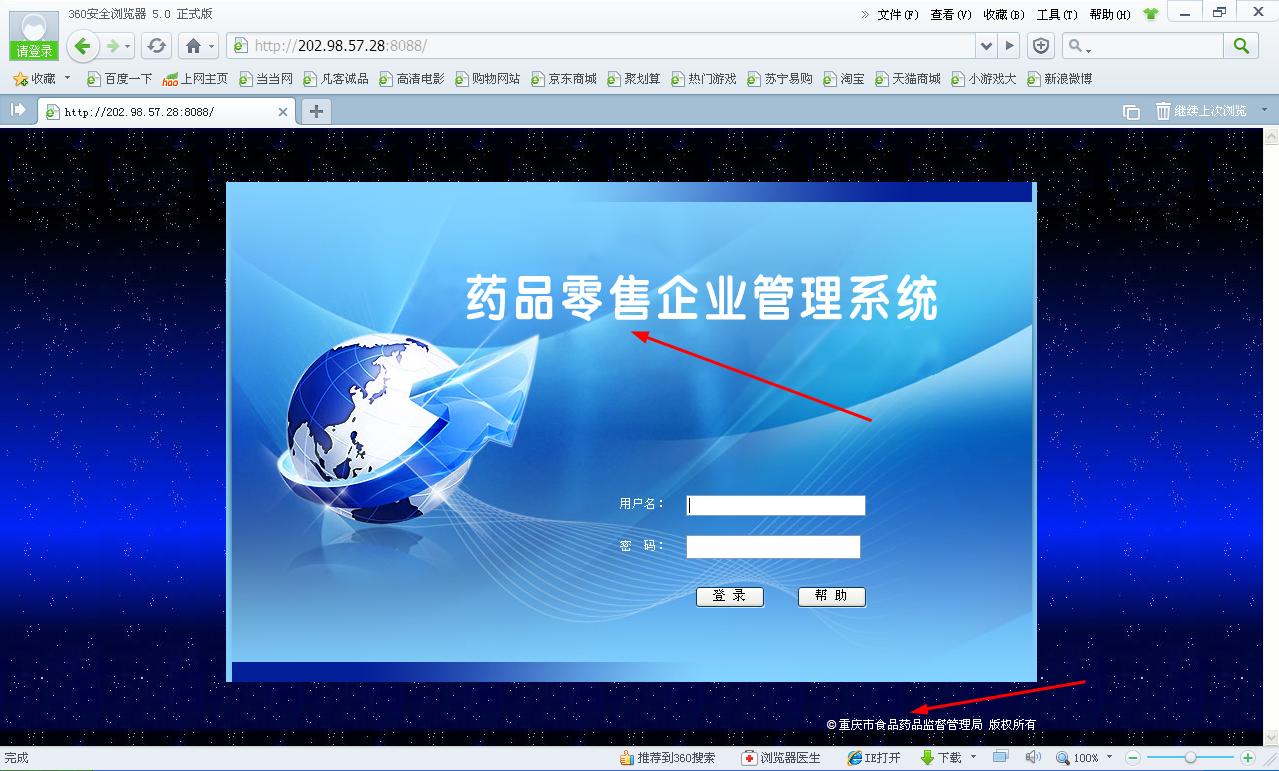 360安全浏览器 5.0 正式版
» 文件(F) 查看(V) 收藏(B) 工具(T) 帮助(H)
请登录
http://202.98.57.28:8088/
收藏 百度一下 hao 上网主页 当当网 凡客诚品 高清电影 购物网站 京东商城 聚划算 热门游戏 苏宁易购 淘宝 天猫商城 小游戏大 新浪微博
http://202.98.57.28:8088/
继续上次浏览
药品零售企业管理系统
用户名：
密 码：
登 录 帮 助
© 重庆市食品药品监督管理局 版权所有
完成 推荐到360搜索 浏览器医生 IE打开 下载 100%